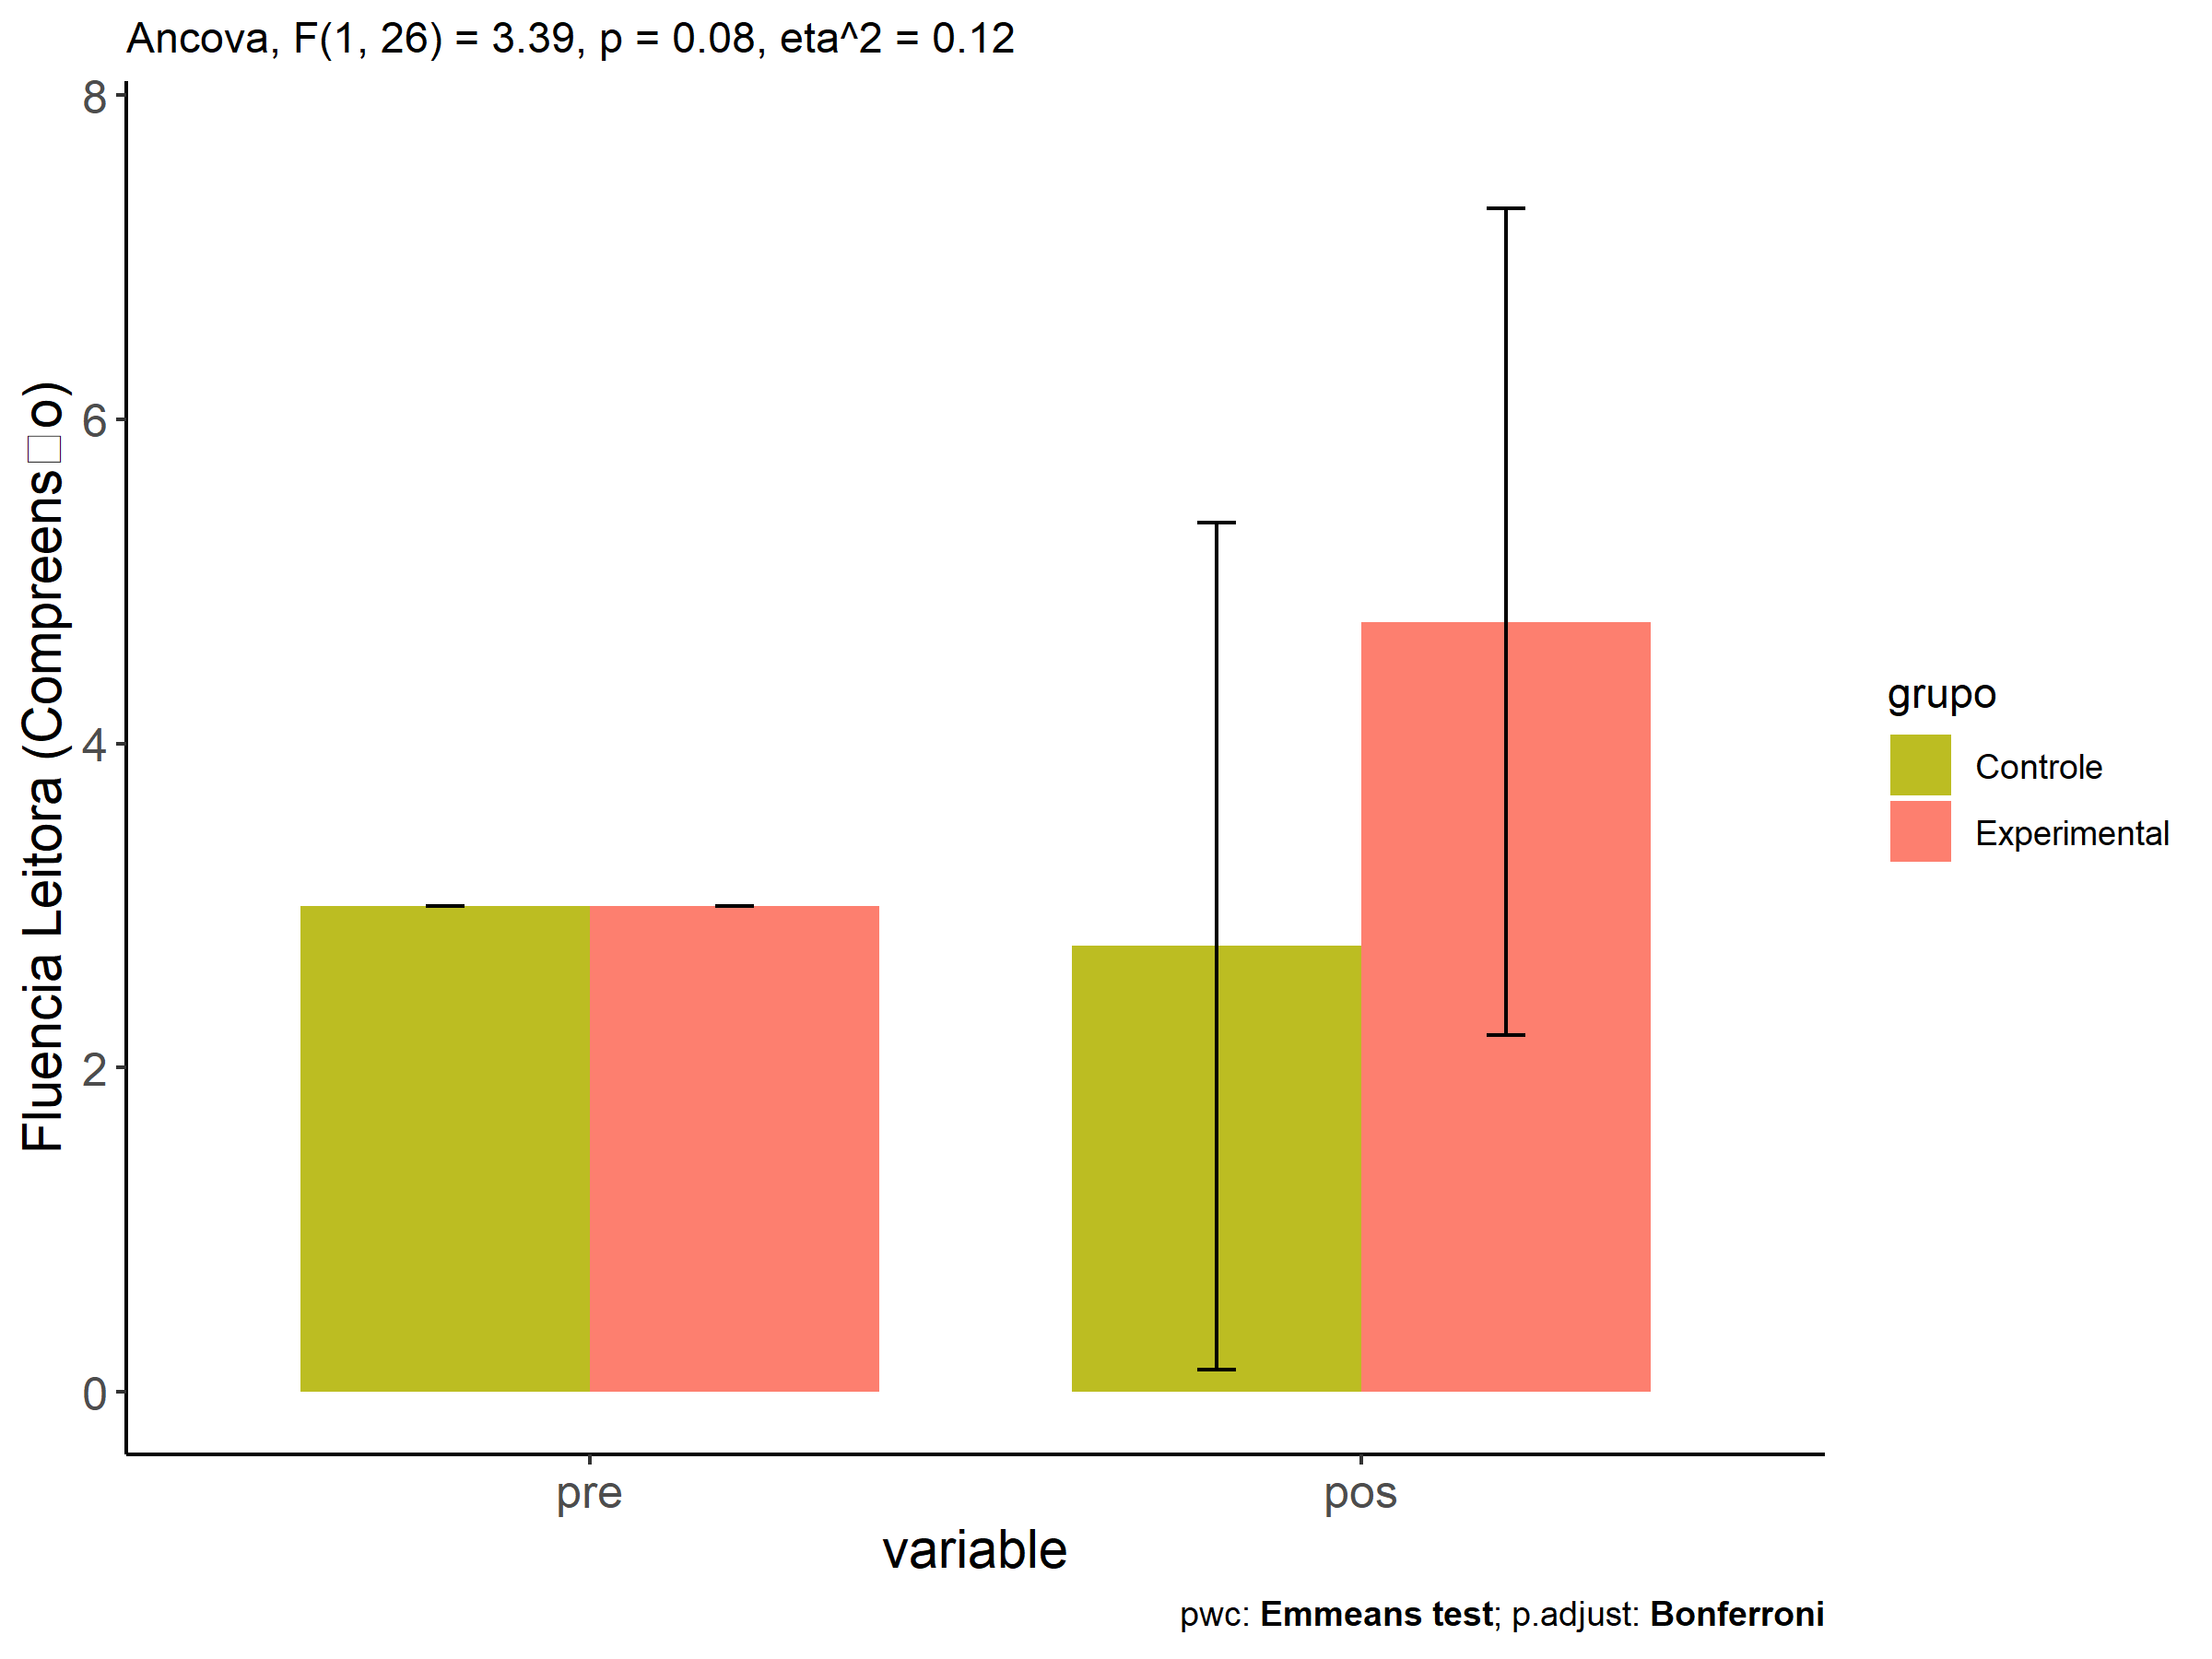 Ancova, F(1, 26) = 3.39, p = 0.08, eta^2 = 0.12
8
6
4
2
0
Fluencia Leitora (Compreens□o)
pre
pos
variable
grupo
Controle
Experimental
pwc: Emmeans test; p.adjust: Bonferroni